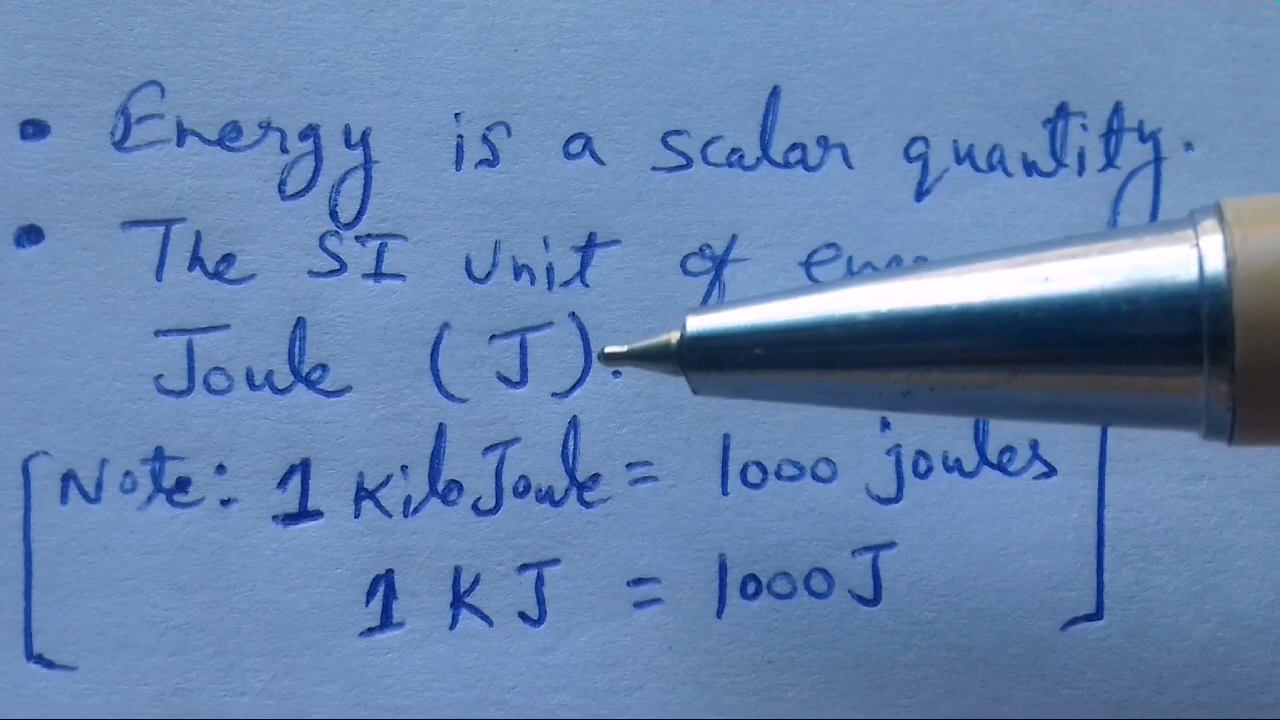 • Energy is a scalar quantity.
• The SI unit of
Joule (J).
[Note: 1 KiloJoule = 1000 joules
1 KJ = 1000J]